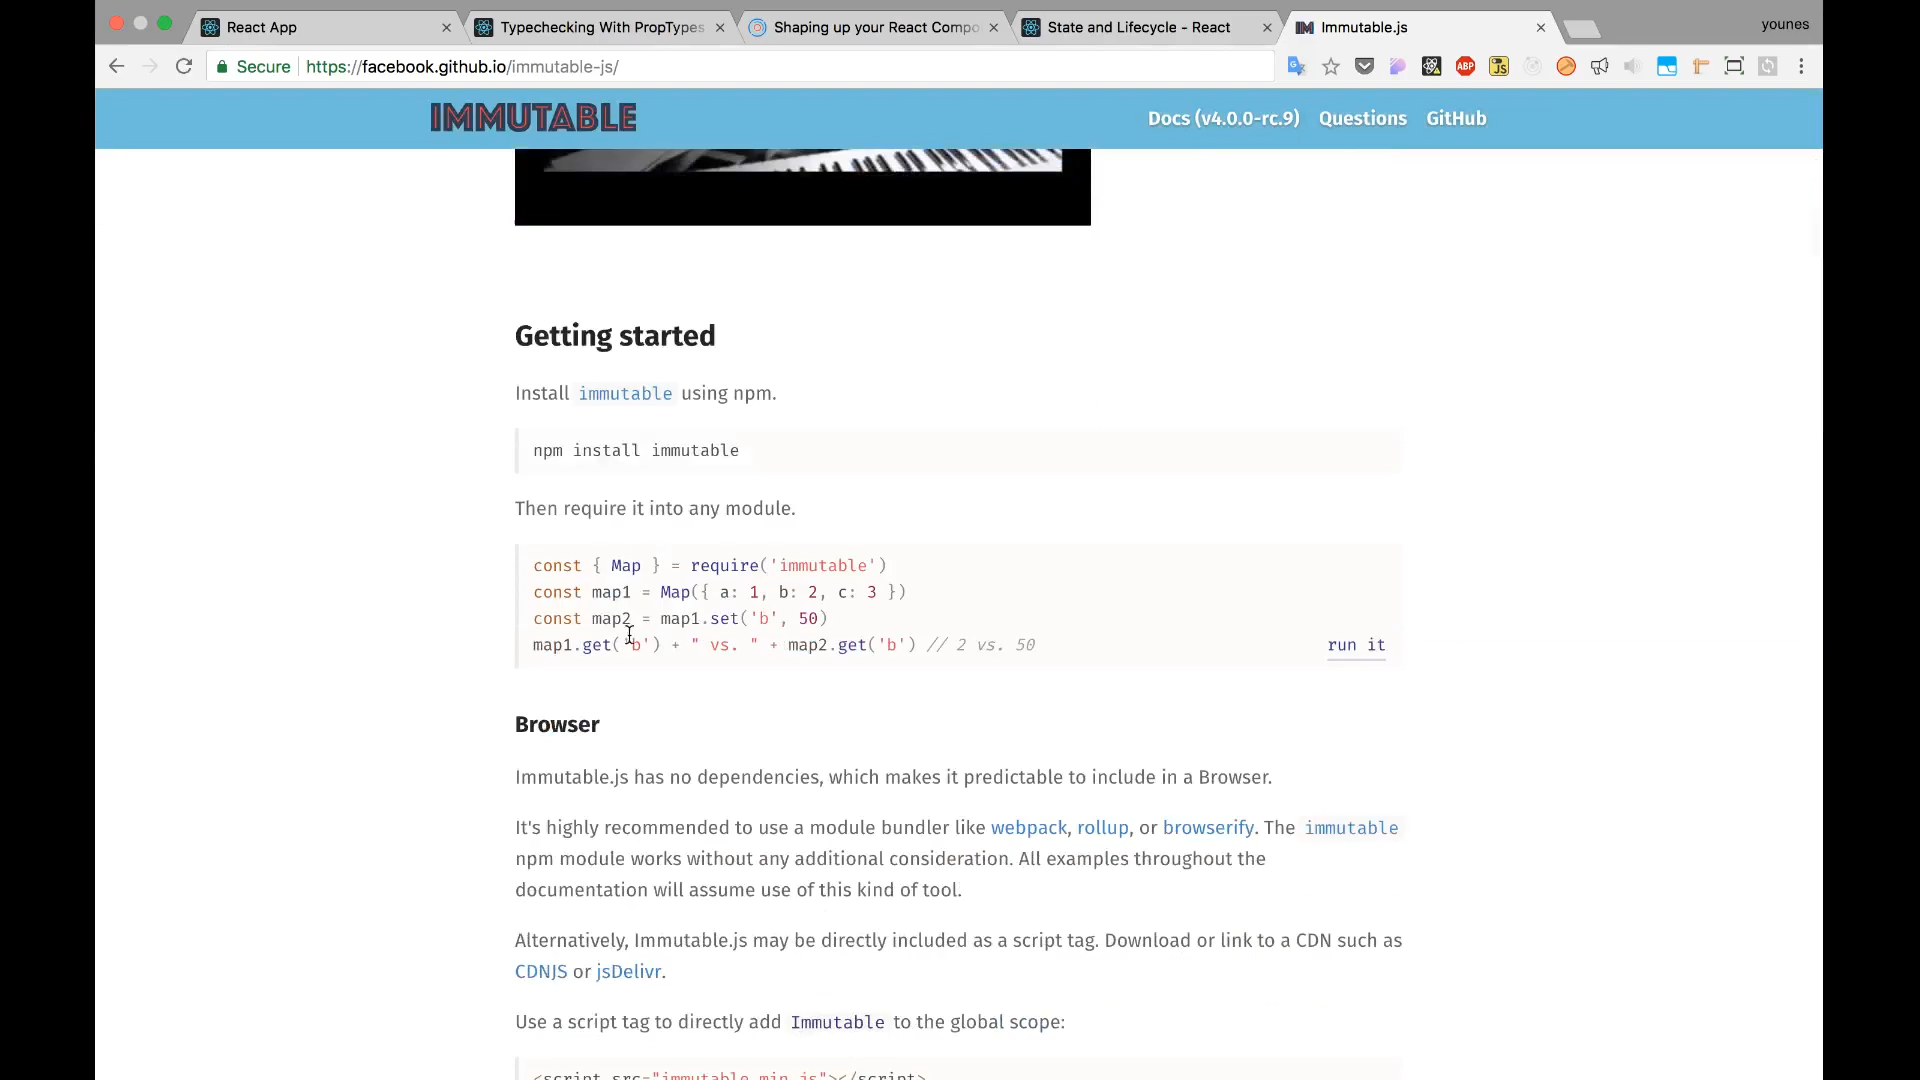 React App
Typechecking With PropTypes
Shaping up your React Compo
State and Lifecycle - React
Immutable.js
younes
Secure
https://facebook.github.io/immutable-js/
ABP
JS
IMMUTABLE
Docs (v4.0.0-rc.9)
Questions
GitHub
Getting started
Install immutable using npm.
npm install immutable
Then require it into any module.
const { Map } = require('immutable')
const map1 = Map({ a: 1, b: 2, c: 3 })
const map2 = map1.set('b', 50)
map1.get('b') + " vs. " + map2.get('b') // 2 vs. 50
run it
Browser
Immutable.js has no dependencies, which makes it predictable to include in a Browser.
It's highly recommended to use a module bundler like webpack, rollup, or browserify. The immutable
npm module works without any additional consideration. All examples throughout the
documentation will assume use of this kind of tool.
Alternatively, Immutable.js may be directly included as a script tag. Download or link to a CDN such as
CDNJS or jsDelivr.
Use a script tag to directly add Immutable to the global scope:
<script src="immutable.min.js"></script>